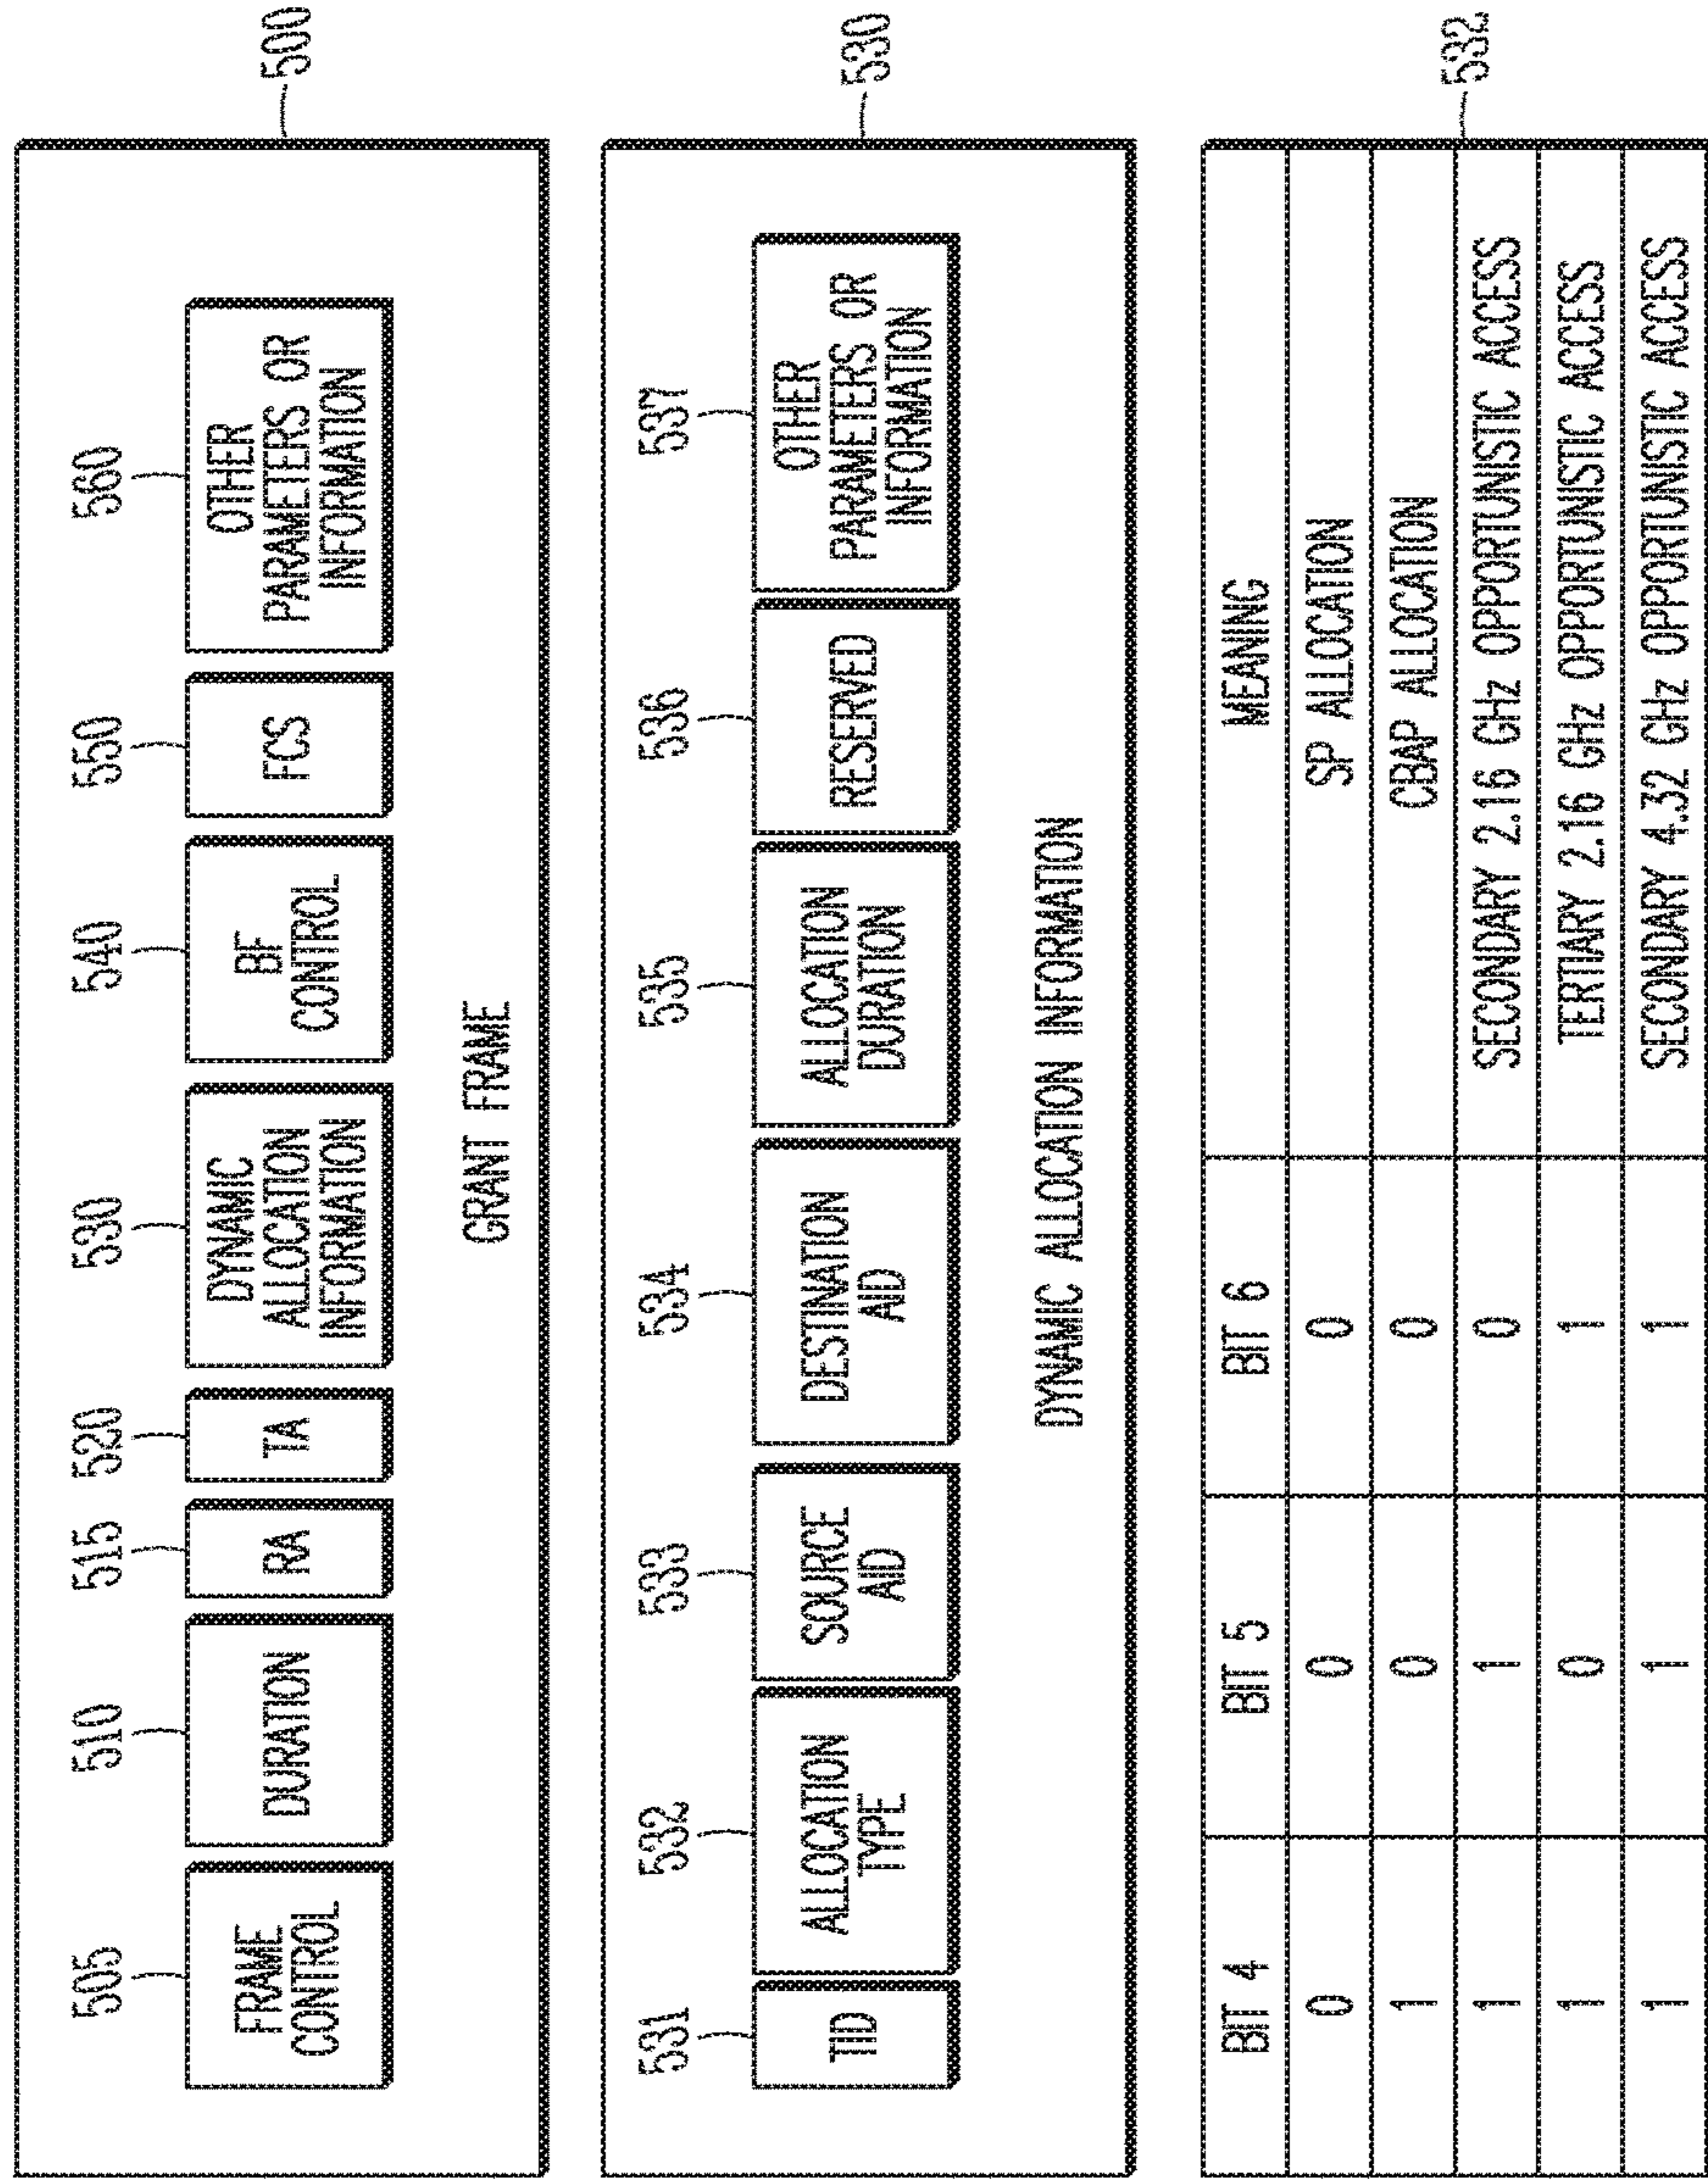 505
510
515
520
530
540
550
560
FRAME
CONTROL
DURATION
RA
TA
DYNAMIC
ALLOCATION
INFORMATION
BF
CONTROL
FCS
OTHER
PARAMETERS OR
INFORMATION
GRANT FRAME
500
531
532
533
534
535
536
537
TID
ALLOCATION
TYPE
SOURCE
AID
DESTINATION
AID
ALLOCATION
DURATION
RESERVED
OTHER
PARAMETERS OR
INFORMATION
DYNAMIC ALLOCATION INFORMATION
530
BIT 4 BIT 5 BIT 6 MEANING
0 0 0 SP ALLOCATION
1 0 0 CBAP ALLOCATION
1 1 0 SECONDARY 2.16 GHz OPPORTUNISTIC ACCESS
1 0 1 TERTIARY 2.16 GHz OPPORTUNISTIC ACCESS
1 1 1 SECONDARY 4.32 GHz OPPORTUNISTIC ACCESS
532